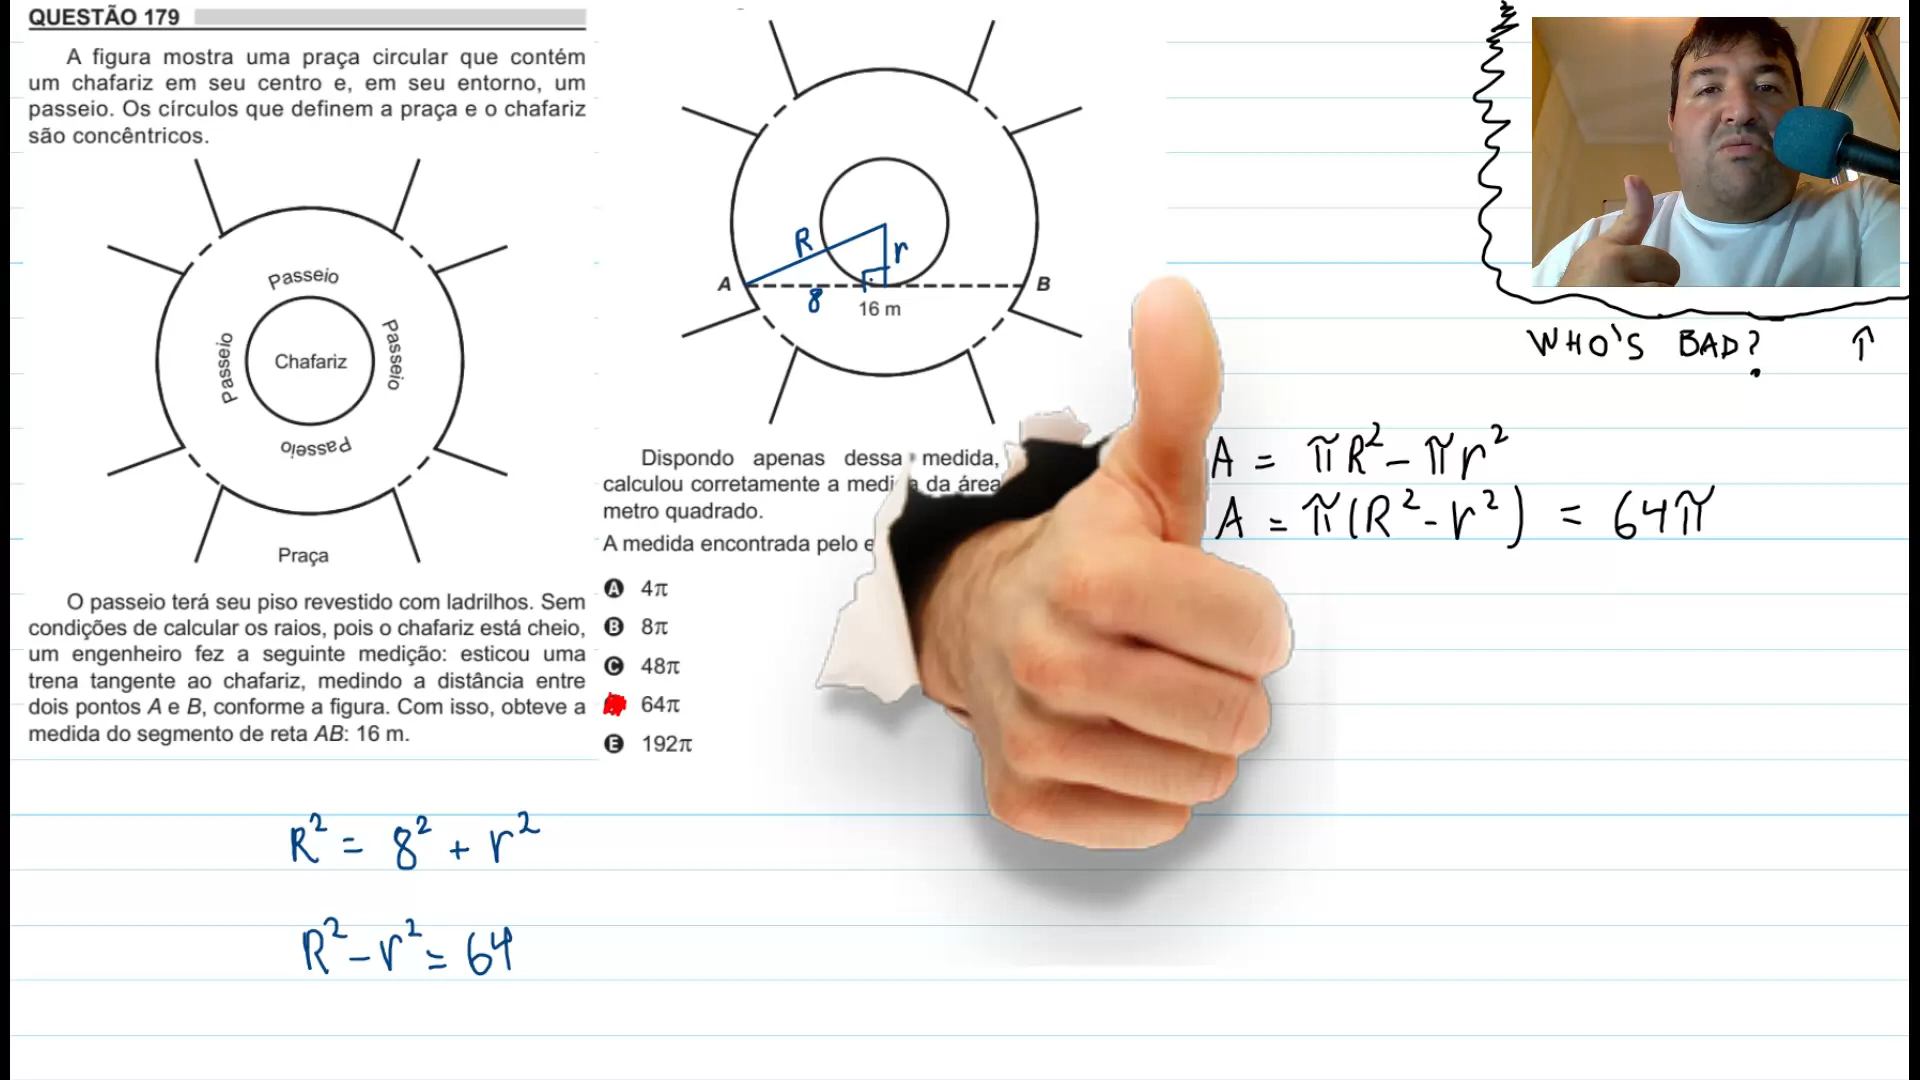 QUESTÃO 179
A figura mostra uma praça circular que contém
um chafariz em seu centro e, em seu entorno, um
passeio. Os círculos que definem a praça e o chafariz
são concêntricos.
Passeio
Passeio
Chafariz
Passeio
Passeio
Praça
O passeio terá seu piso revestido com ladrilhos. Sem
condições de calcular os raios, pois o chafariz está cheio,
um engenheiro fez a seguinte medição: esticou uma
trena tangente ao chafariz, medindo a distância entre
dois pontos A e B, conforme a figura. Com isso, obteve a
medida do segmento de reta AB: 16 m.
R² = 8² + r²
R² - r² = 64
R
r
A
B
8
16 m
Dispondo apenas dessa medida,
calculou corretamente a medida da área
metro quadrado.
A medida encontrada pelo
A 4π
B 8π
C 48π
64π
E 192π
WHO'S BAD? ↑
A = πR² - πr²
A = π(R² - r²) = 64π